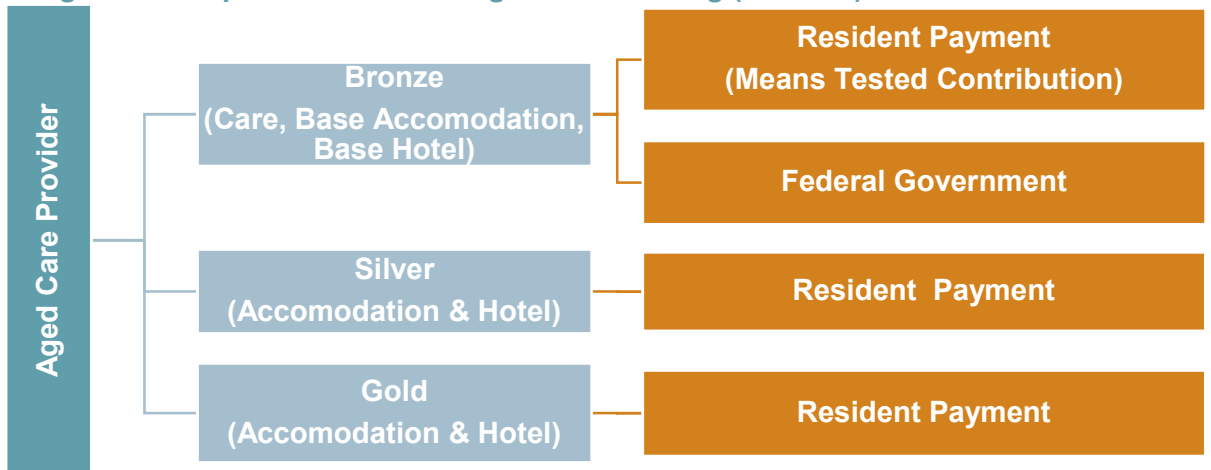 Aged Care Provider
Bronze
(Care, Base Accomodation,
Base Hotel)
Silver
(Accomodation & Hotel)
Gold
(Accomodation & Hotel)
Resident Payment
(Means Tested Contribution)
Federal Government
Resident Payment
Resident Payment